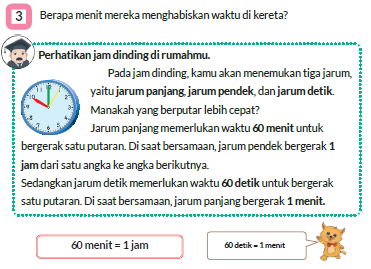 3 Berapa menit mereka menghabiskan waktu di kereta?
Perhatikan jam dinding di rumahmu.
Pada jam dinding, kamu akan menemukan tiga jarum,
yaitu jarum panjang, jarum pendek, dan jarum detik.
Manakah yang berputar lebih cepat?
Jarum panjang memerlukan waktu 60 menit untuk
bergerak satu putaran. Di saat bersamaan, jarum pendek bergerak 1
jam dari satu angka ke angka berikutnya.
Sedangkan jarum detik memerlukan waktu 60 detik untuk bergerak
satu putaran. Di saat bersamaan, jarum panjang bergerak 1 menit.
60 menit = 1 jam
60 detik = 1 menit